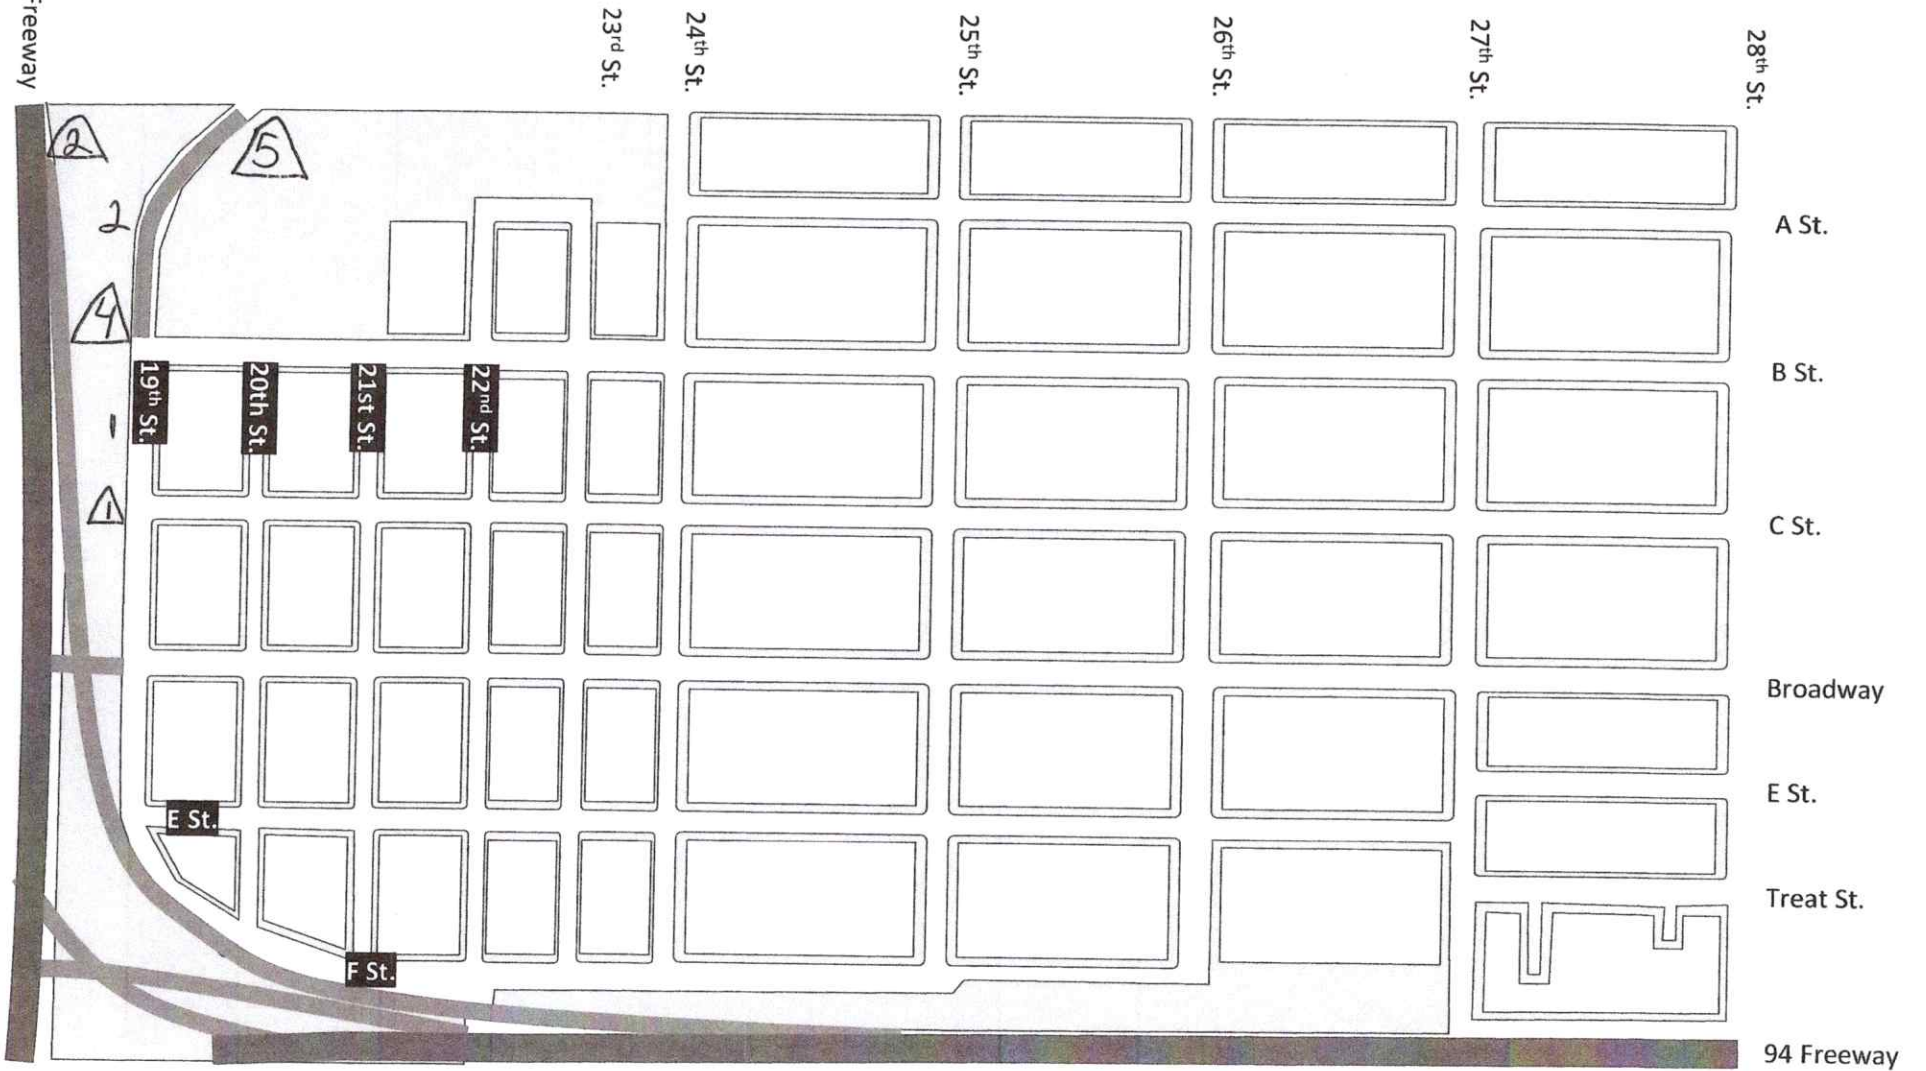 Freeway
23rd St.
24th St.
25th St.
26th St.
27th St.
28th St.
2
5
2
4
1
1
A St.
B St.
C St.
Broadway
E St.
Treat St.
94 Freeway
19th St.
20th St.
21st St.
22nd St.
E St.
F St.